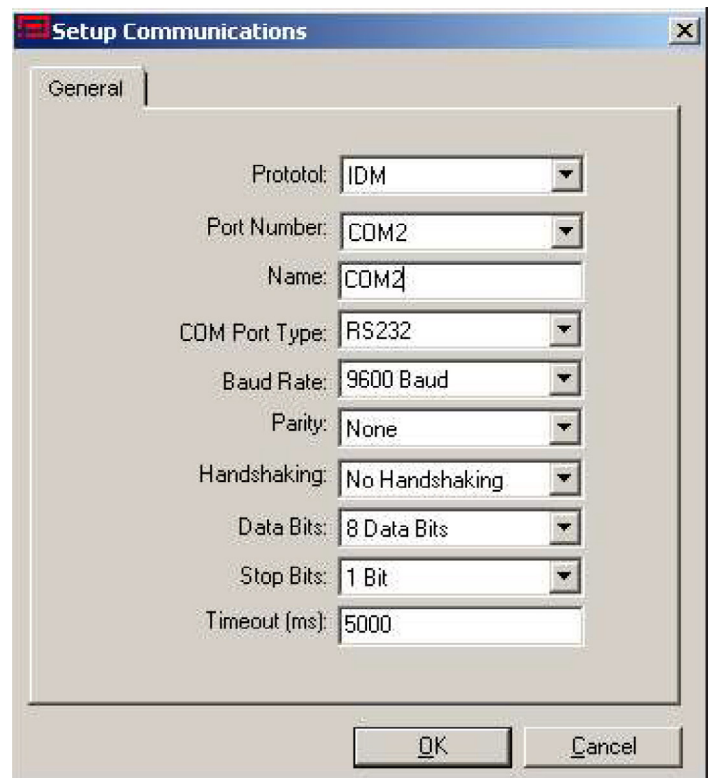 Setup Communications
General
Prototol: IDM
Port Number: COM2
Name: COM2
COM Port Type: RS232
Baud Rate: 9600 Baud
Parity: None
Handshaking: No Handshaking
Data Bits: 8 Data Bits
Stop Bits: 1 Bit
Timeout (ms): 5000
OK Cancel